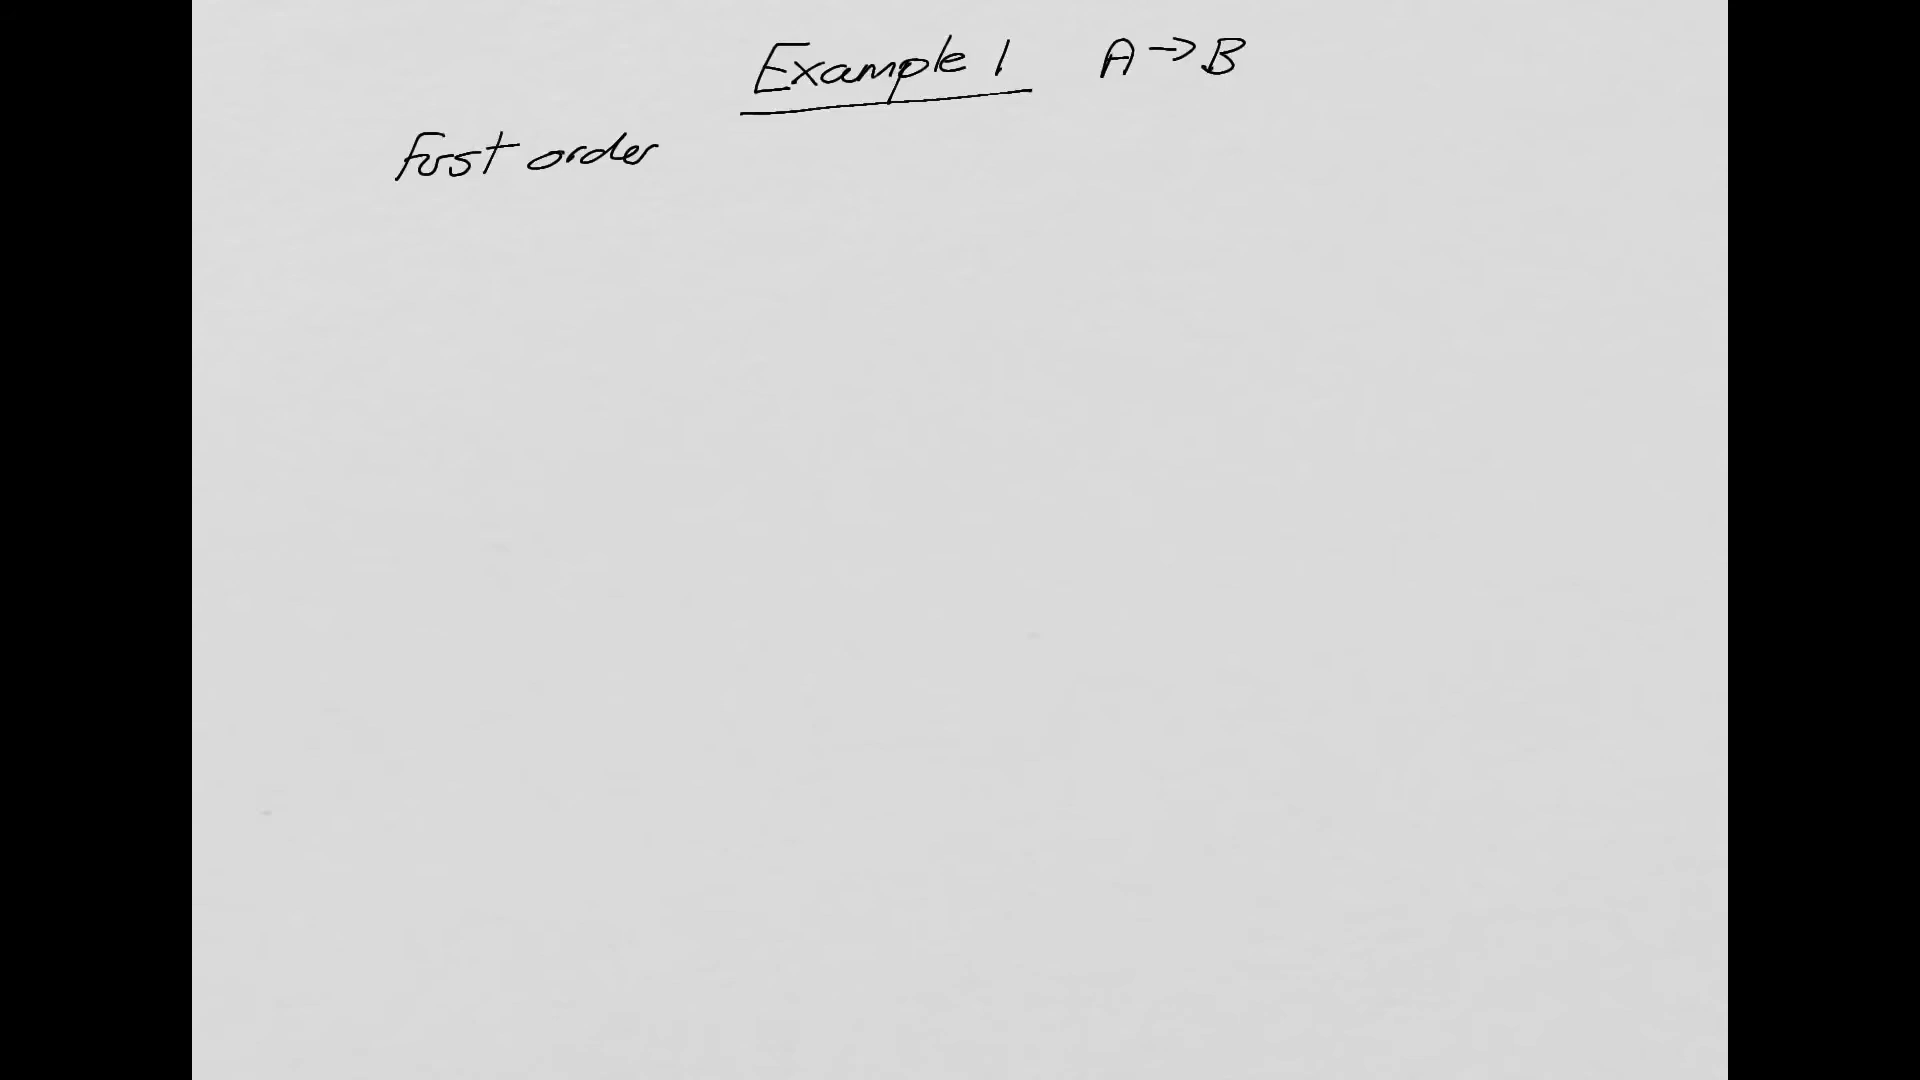 Example 1 A → B
First order